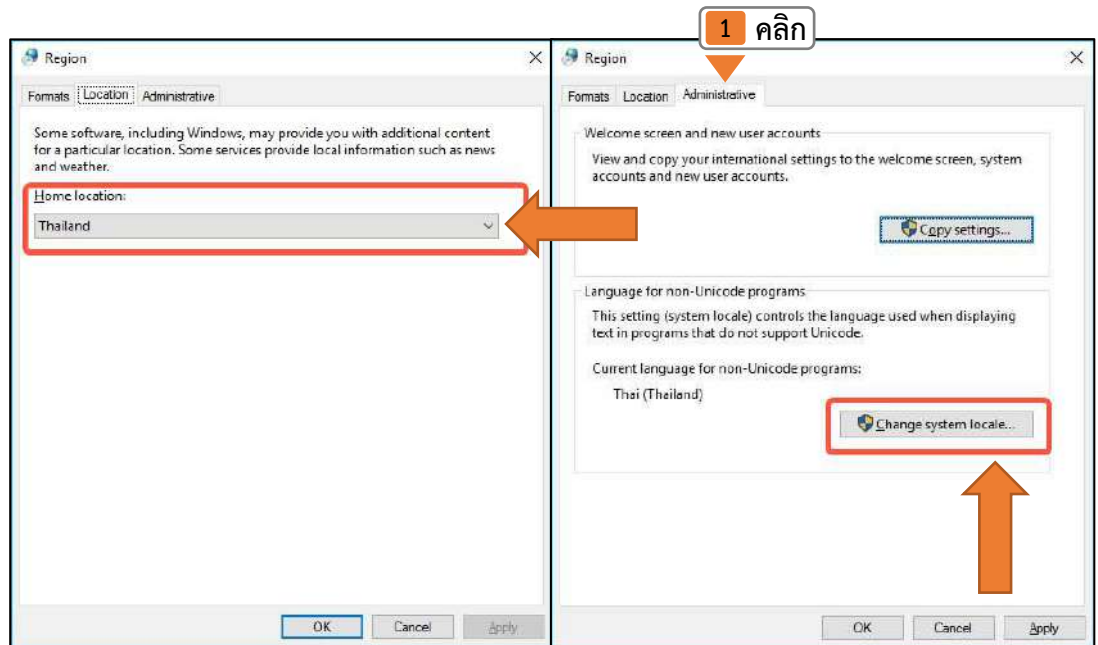 1 คลิก
Region
Formats Location Administrative
Some software, including Windows, may provide you with additional content
for a particular location. Some services provide local information such as news
and weather.
Home location:
Thailand
OK Cancel Apply
Region
Formats Location Administrative
Welcome screen and new user accounts
View and copy your international settings to the welcome screen, system
accounts and new user accounts.
Copy settings...
Language for non-Unicode programs
This setting (system locale) controls the language used when displaying
text in programs that do not support Unicode.
Current language for non-Unicode programs:
Thai (Thailand)
Change system locale...
OK Cancel Apply